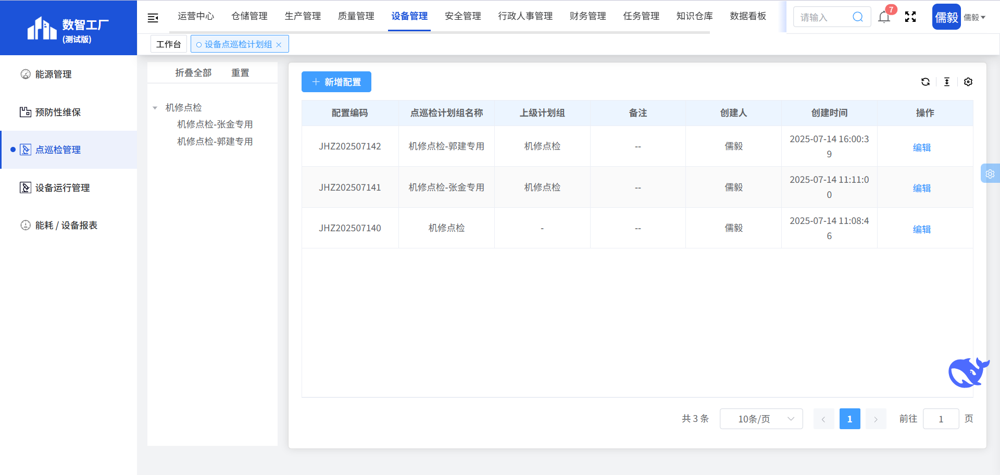 数智工厂
(测试版)
运营中心 仓储管理 生产管理 质量管理 设备管理 安全管理 行政人事管理 财务管理 任务管理 知识仓库 数据看板
请输入
7
儒毅
儒毅
工作台
设备点巡检计划组
能源管理
预防性维保
点巡检管理
设备运行管理
能耗 / 设备报表
折叠全部 重置
机修点检
机修点检-张金专用
机修点检-郭建专用
新增配置
配置编码 点巡检计划组名称 上级计划组 备注 创建人 创建时间 操作
JHZ202507142 机修点检-郭建专用 机修点检 -- 儒毅 2025-07-14 16:00:3
9 编辑
JHZ202507141 机修点检-张金专用 机修点检 -- 儒毅 2025-07-14 11:11:0
0 编辑
JHZ202507140 机修点检 - -- 儒毅 2025-07-14 11:08:4
6 编辑
共 3 条 10条/页 1 前往 1 页